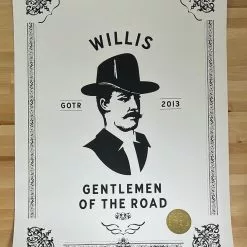 WILLIS
GOTR 2013
GENTLEMEN
OF THE ROAD